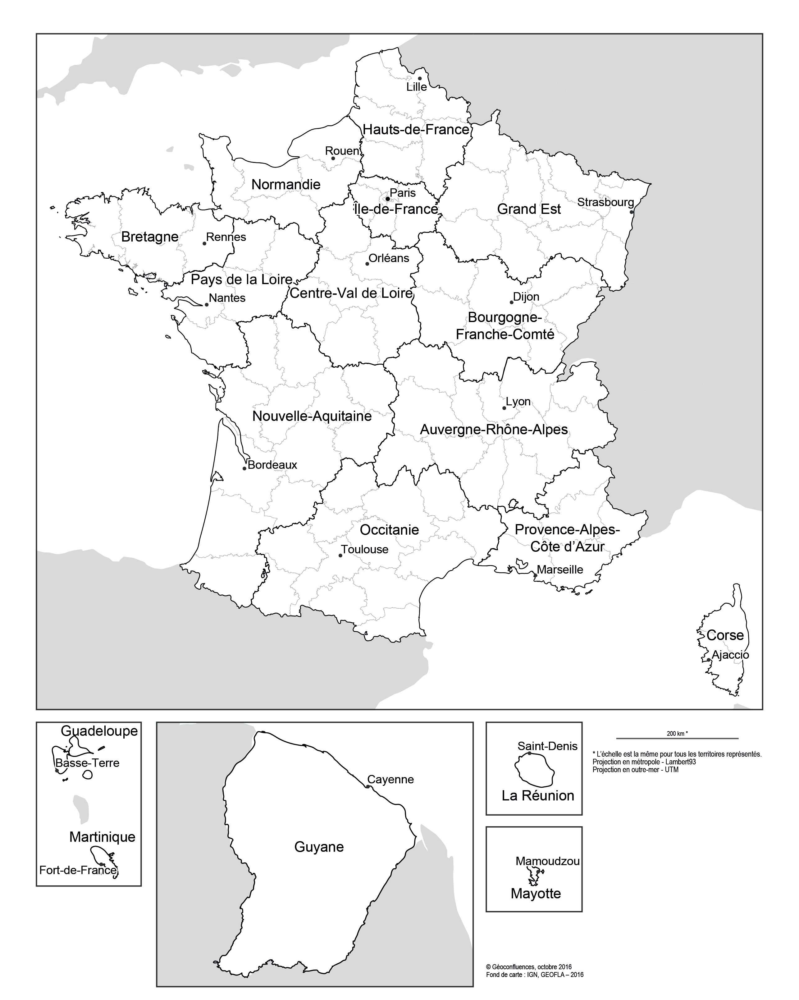 Lille
Hauts-de-France
Rouen
Normandie
Paris
Île-de-France
Grand Est
Strasbourg
Bretagne
Rennes
Orléans
Pays de la Loire
Centre-Val de Loire
Nantes
Dijon
Bourgogne-
Franche-Comté
Lyon
Nouvelle-Aquitaine
Auvergne-Rhône-Alpes
Bordeaux
Occitanie
Provence-Alpes-
Côte d’Azur
Toulouse
Marseille
Corse
Ajaccio
Guadeloupe
Basse-Terre
Martinique
Fort-de-France
Cayenne
Guyane
Saint-Denis
La Réunion
Mamoudzou
Mayotte
200 km *
* L’échelle est la même pour tous les territoires représentés.
Projection en métropole - Lambert93
Projection en outre-mer - UTM
© Géoconfluences, octobre 2016
Fond de carte : IGN, GEOFLA – 2016